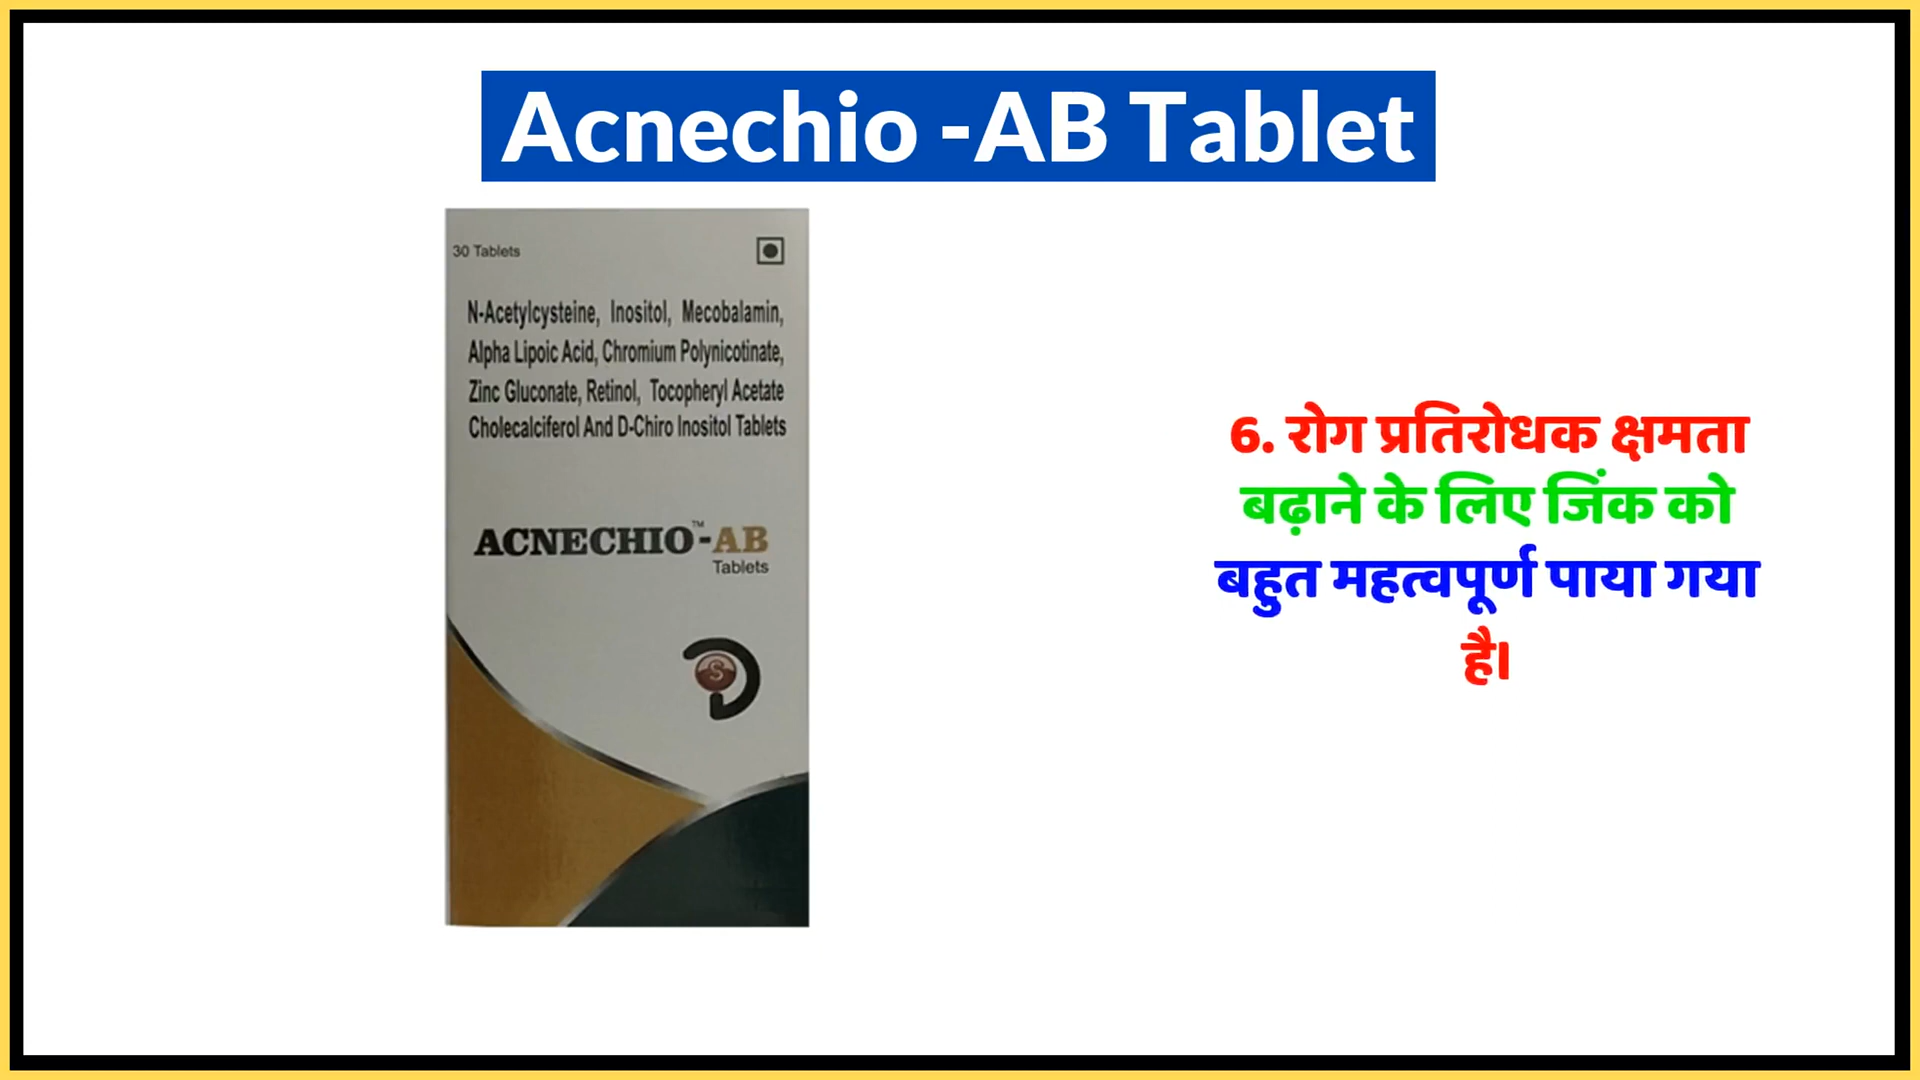 Acnechio -AB Tablet
30 Tablets
N-Acetylcysteine, Inositol, Mecobalamin,
Alpha Lipoic Acid, Chromium Polynicotinate,
Zinc Gluconate, Retinol, Tocopheryl Acetate
Cholecalciferol And D-Chiro Inositol Tablets
ACNECHIO™-AB
Tablets
S
6. रोग प्रतिरोधक क्षमता
बढ़ाने के लिए जिंक को
बहुत महत्वपूर्ण पाया गया
है।